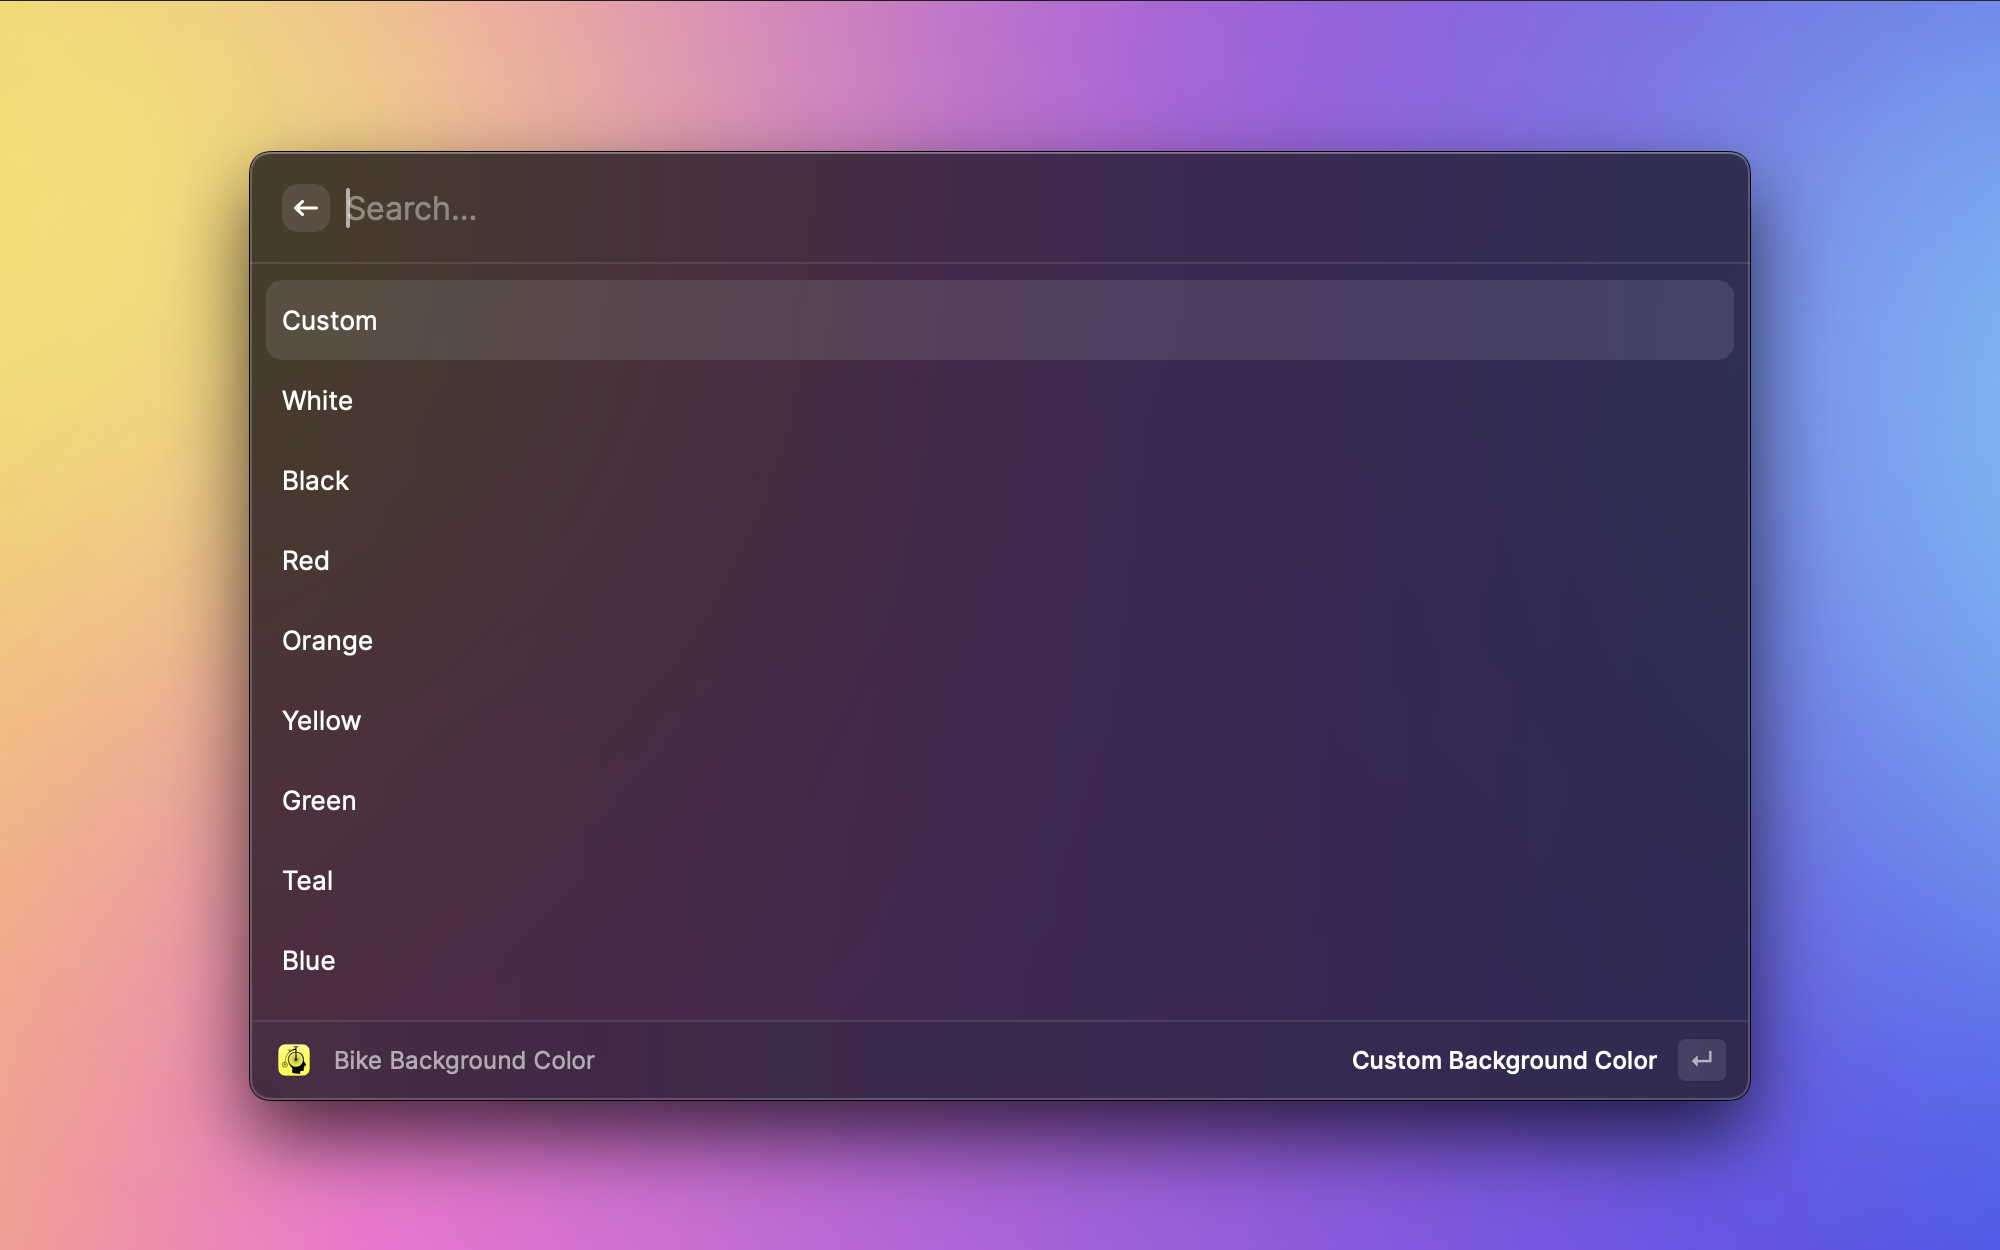 Search...
Custom
White
Black
Red
Orange
Yellow
Green
Teal
Blue
Bike Background Color
Custom Background Color